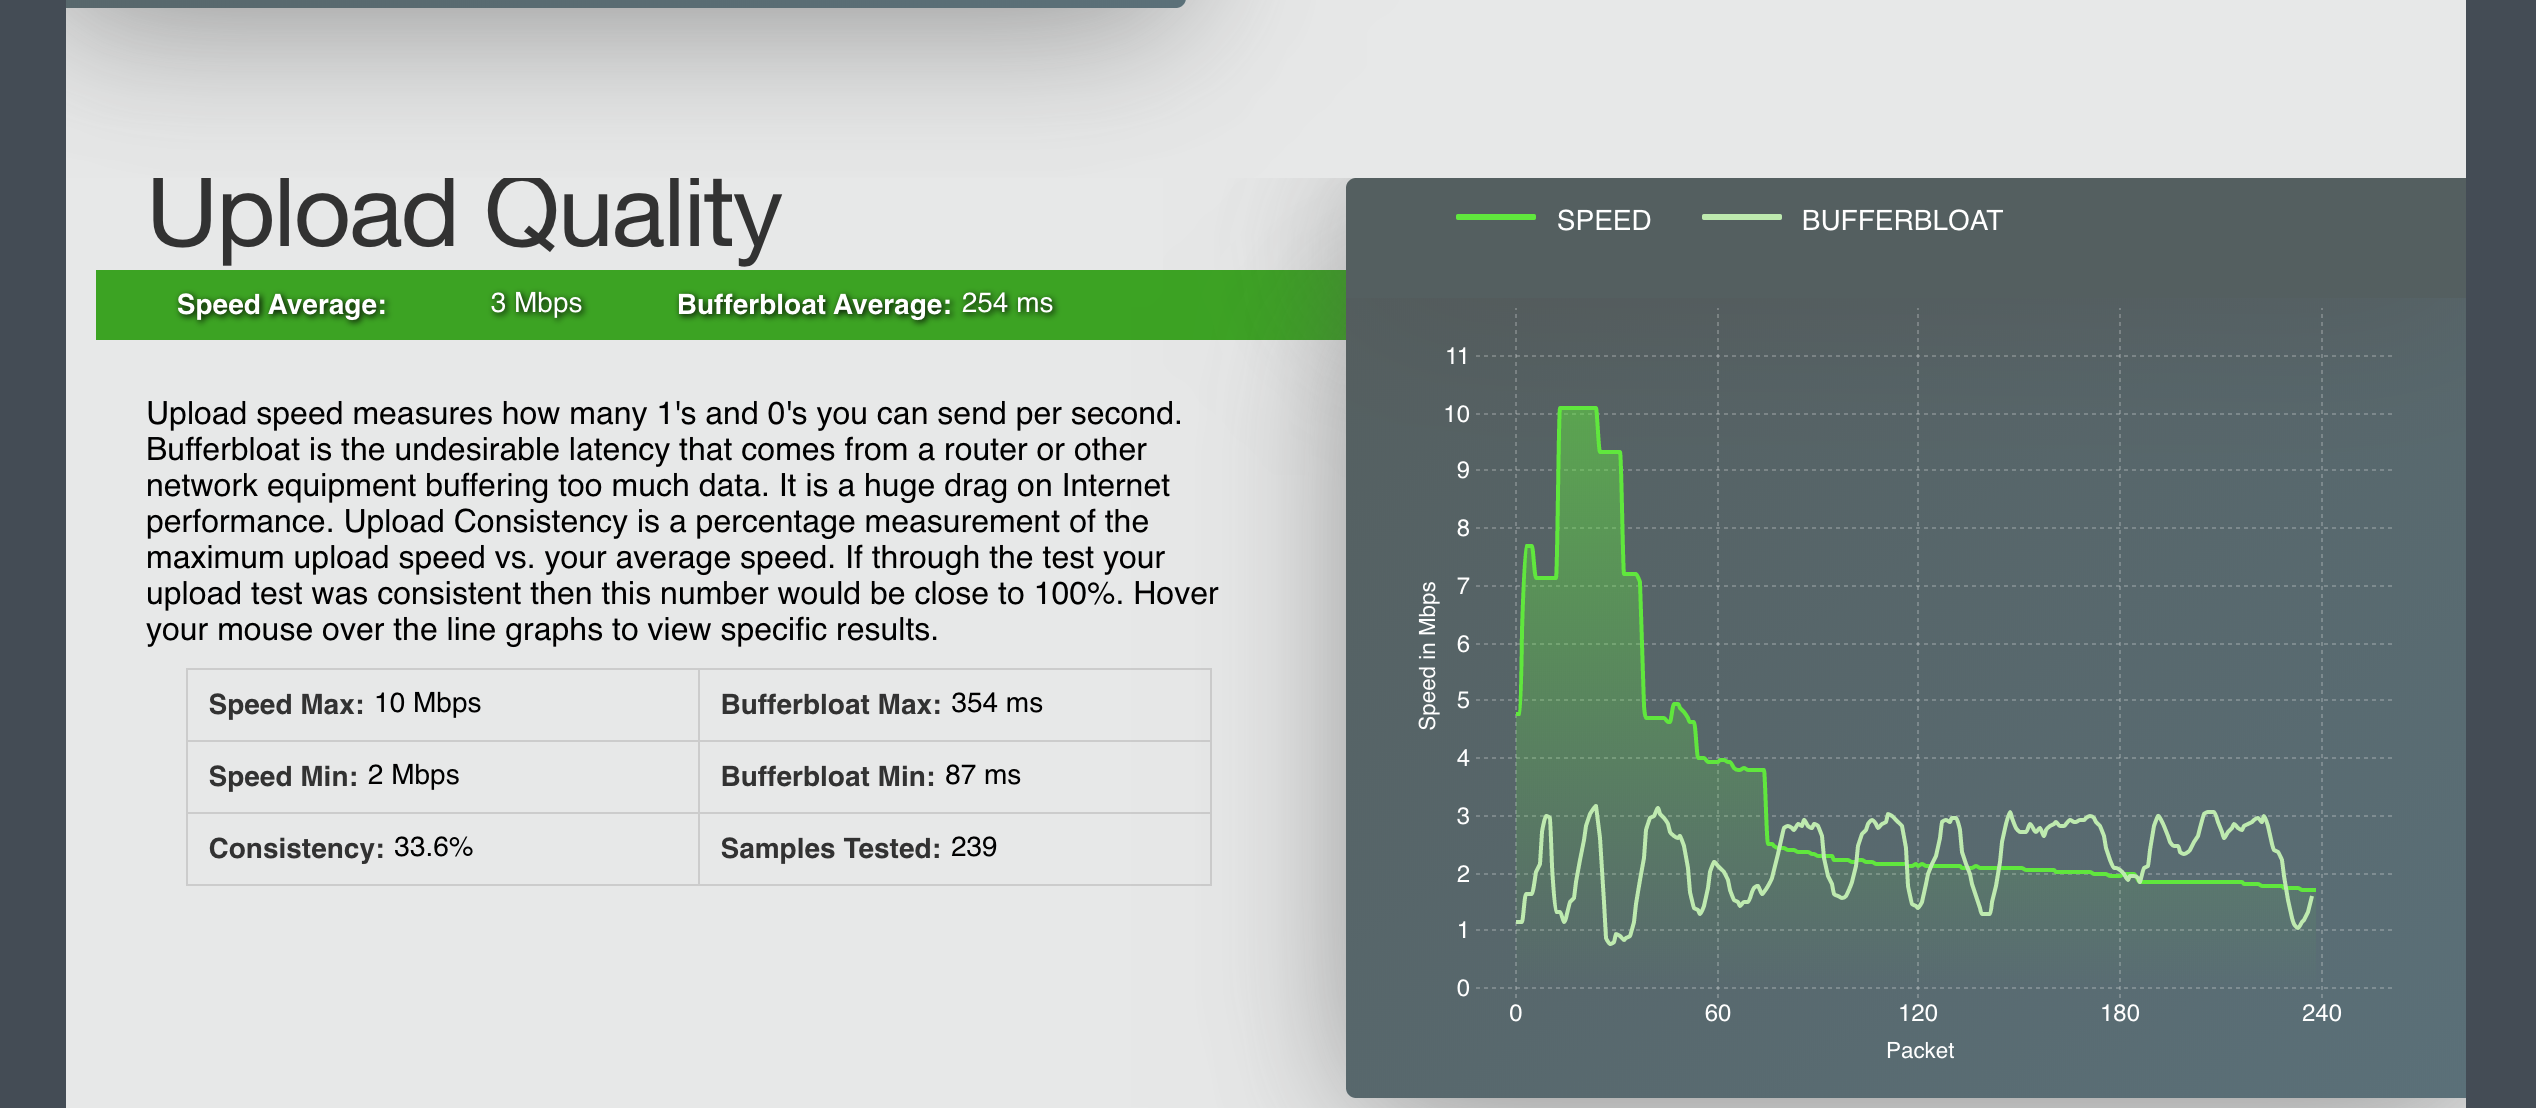 Upload Quality
Speed Average: 3 Mbps Bufferbloat Average: 254 ms
Upload speed measures how many 1's and 0's you can send per second.
Bufferbloat is the undesirable latency that comes from a router or other
network equipment buffering too much data. It is a huge drag on Internet
performance. Upload Consistency is a percentage measurement of the
maximum upload speed vs. your average speed. If through the test your
upload test was consistent then this number would be close to 100%. Hover
your mouse over the line graphs to view specific results.
Speed Max: 10 Mbps Bufferbloat Max: 354 ms
Speed Min: 2 Mbps Bufferbloat Min: 87 ms
Consistency: 33.6% Samples Tested: 239
SPEED BUFFERBLOAT
Speed in Mbps
11
10
9
8
7
6
5
4
3
2
1
0
0 60 120 180 240
Packet